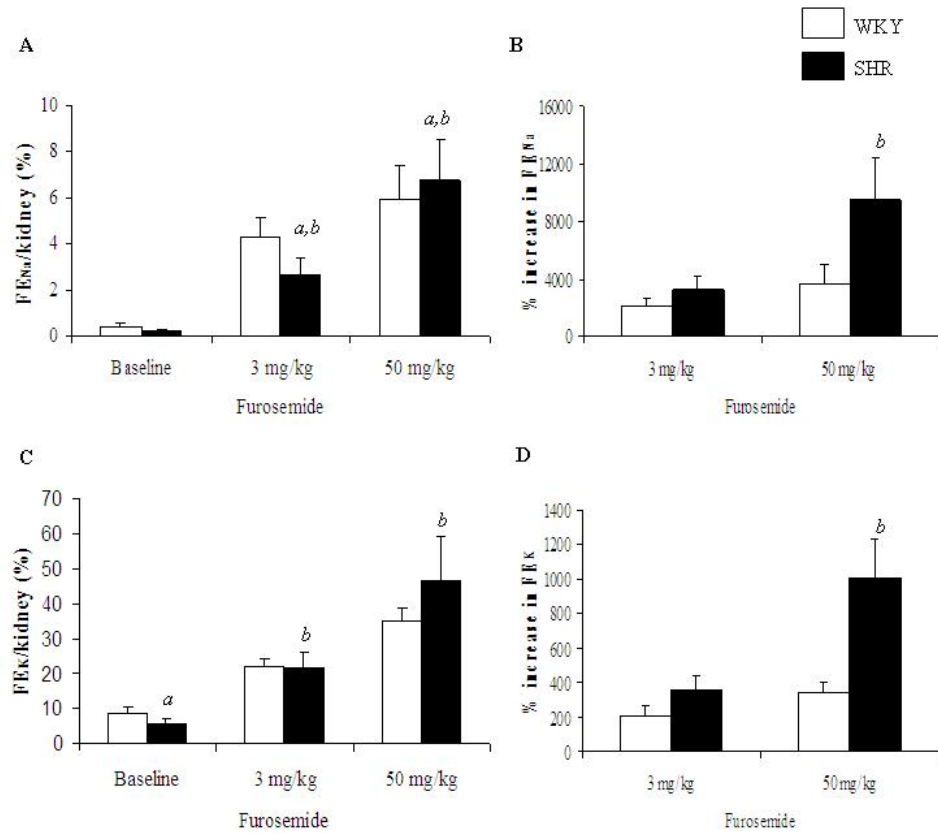 WKY
SHR
A
10
8
6
4
2
0
FENa/kidney (%)
a,b
a,b
Baseline
3 mg/kg
50 mg/kg
Furosemide
B
16000
12000
8000
4000
0
% increase in FENa
b
3 mg/kg
50 mg/kg
Furosemide
C
70
60
50
40
30
20
10
0
FEK/kidney (%)
a
b
b
Baseline
3 mg/kg
50 mg/kg
Furosemide
D
1400
1200
1000
800
600
400
200
0
% increase in FEK
b
3 mg/kg
50 mg/kg
Furosemide